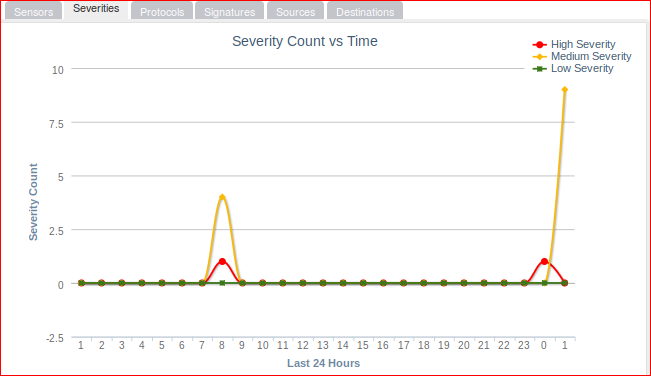 Sensors Severities Protocols Signatures Sources Destinations
Severity Count vs Time
High Severity
Medium Severity
Low Severity
10
7.5
5
2.5
0
-2.5
Severity Count
1 2 3 4 5 6 7 8 9 10 11 12 13 14 15 16 17 18 19 20 21 22 23 0 1
Last 24 Hours